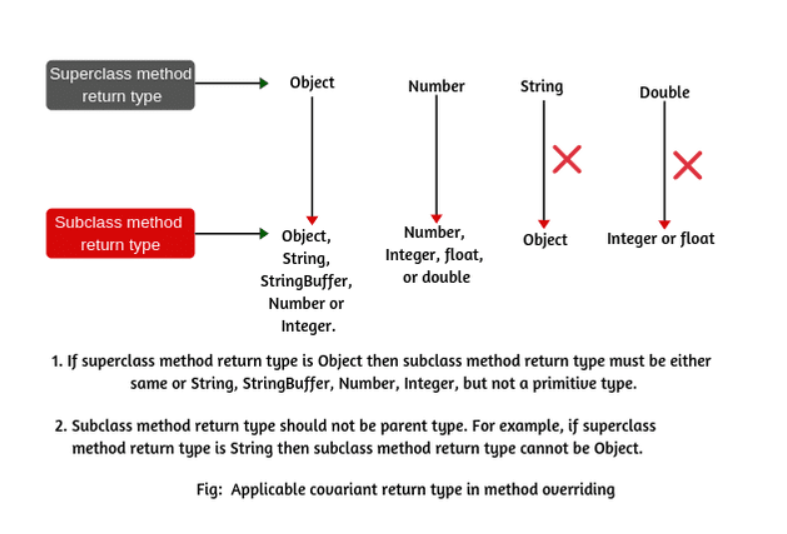 Superclass method
return type
Object
Number
String
Double
Subclass method
return type
Object,
String,
StringBuffer,
Number or
Integer.
Number,
Integer, float,
or double
Object
Integer or float
1. If superclass method return type is Object then subclass method return type must be either
same or String, StringBuffer, Number, Integer, but not a primitive type.
2. Subclass method return type should not be parent type. For example, if superclass
method return type is String then subclass method return type cannot be Object.
Fig: Applicable covariant return type in method overriding